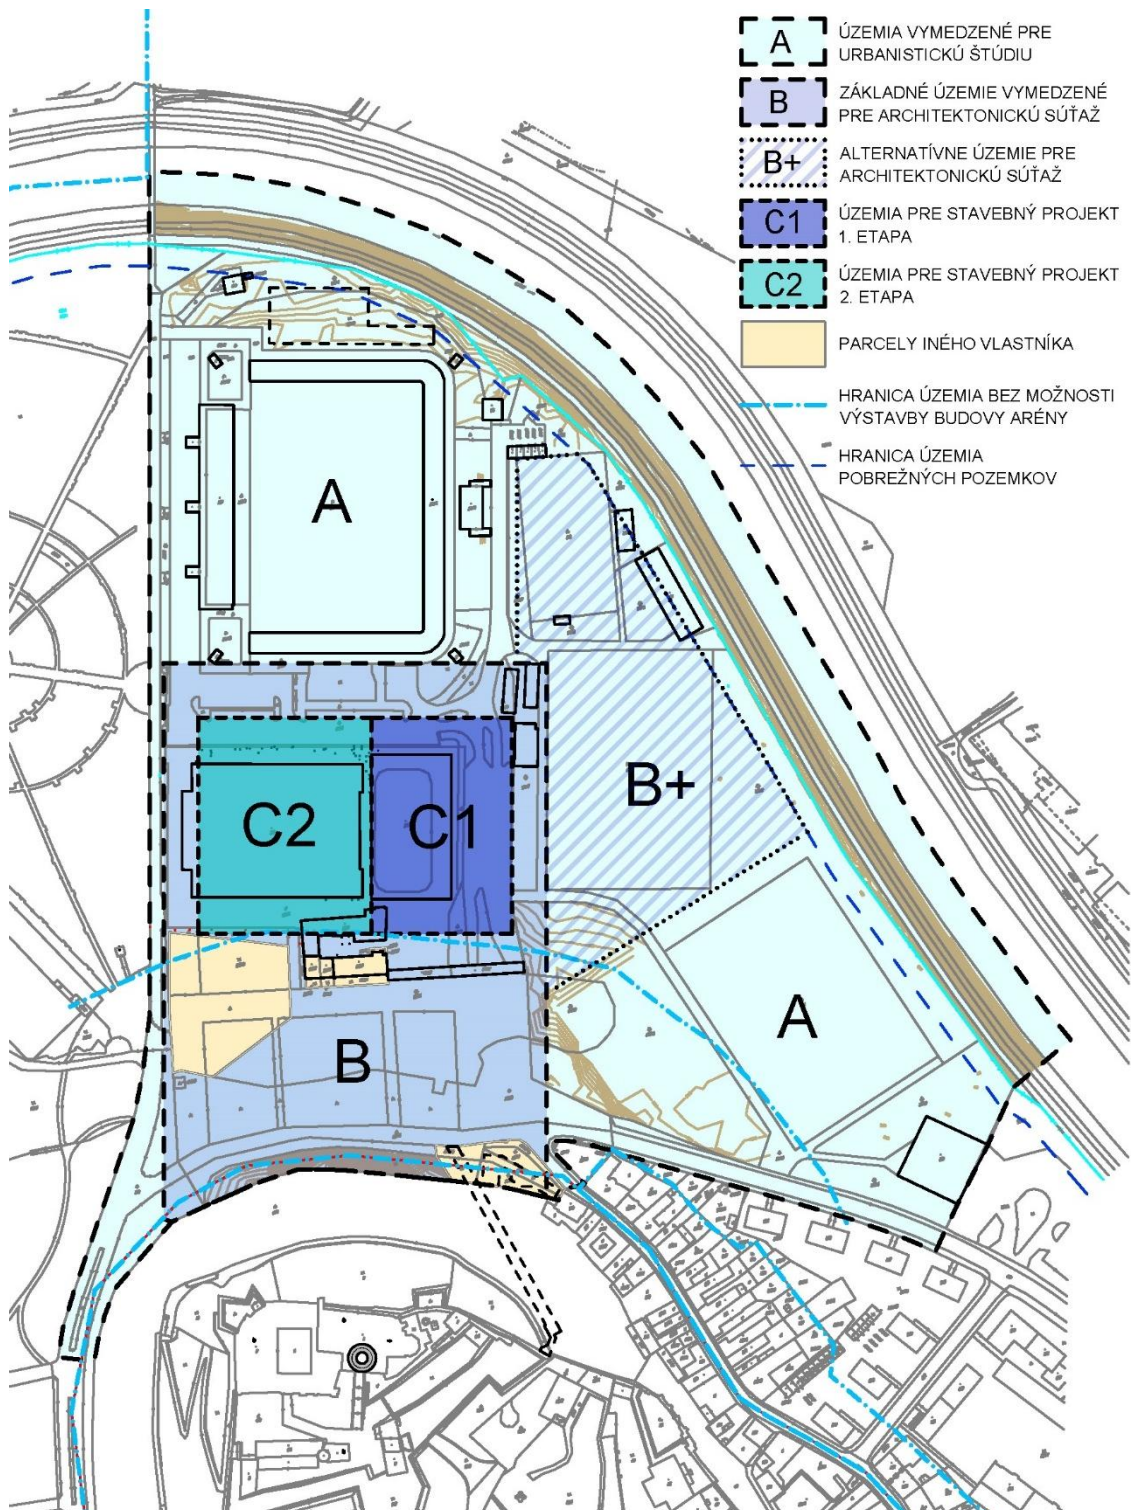 A
ÚZEMIA VYMEDZENÉ PRE
URBANISTICKÚ ŠTÚDIU
B
ZÁKLADNÉ ÚZEMIE VYMEDZENÉ
PRE ARCHITEKTONICKÚ SÚŤAŽ
B+
ALTERNATÍVNE ÚZEMIE PRE
ARCHITEKTONICKÚ SÚŤAŽ
C1
ÚZEMIA PRE STAVEBNÝ PROJEKT
1. ETAPA
C2
ÚZEMIA PRE STAVEBNÝ PROJEKT
2. ETAPA
PARCELY INÉHO VLASTNÍKA
HRANICA ÚZEMIA BEZ MOŽNOSTI
VÝSTAVBY BUDOVY ARÉNY
HRANICA ÚZEMIA
POBREŽNÝCH POZEMKOV
A
B+
C2
C1
A
B